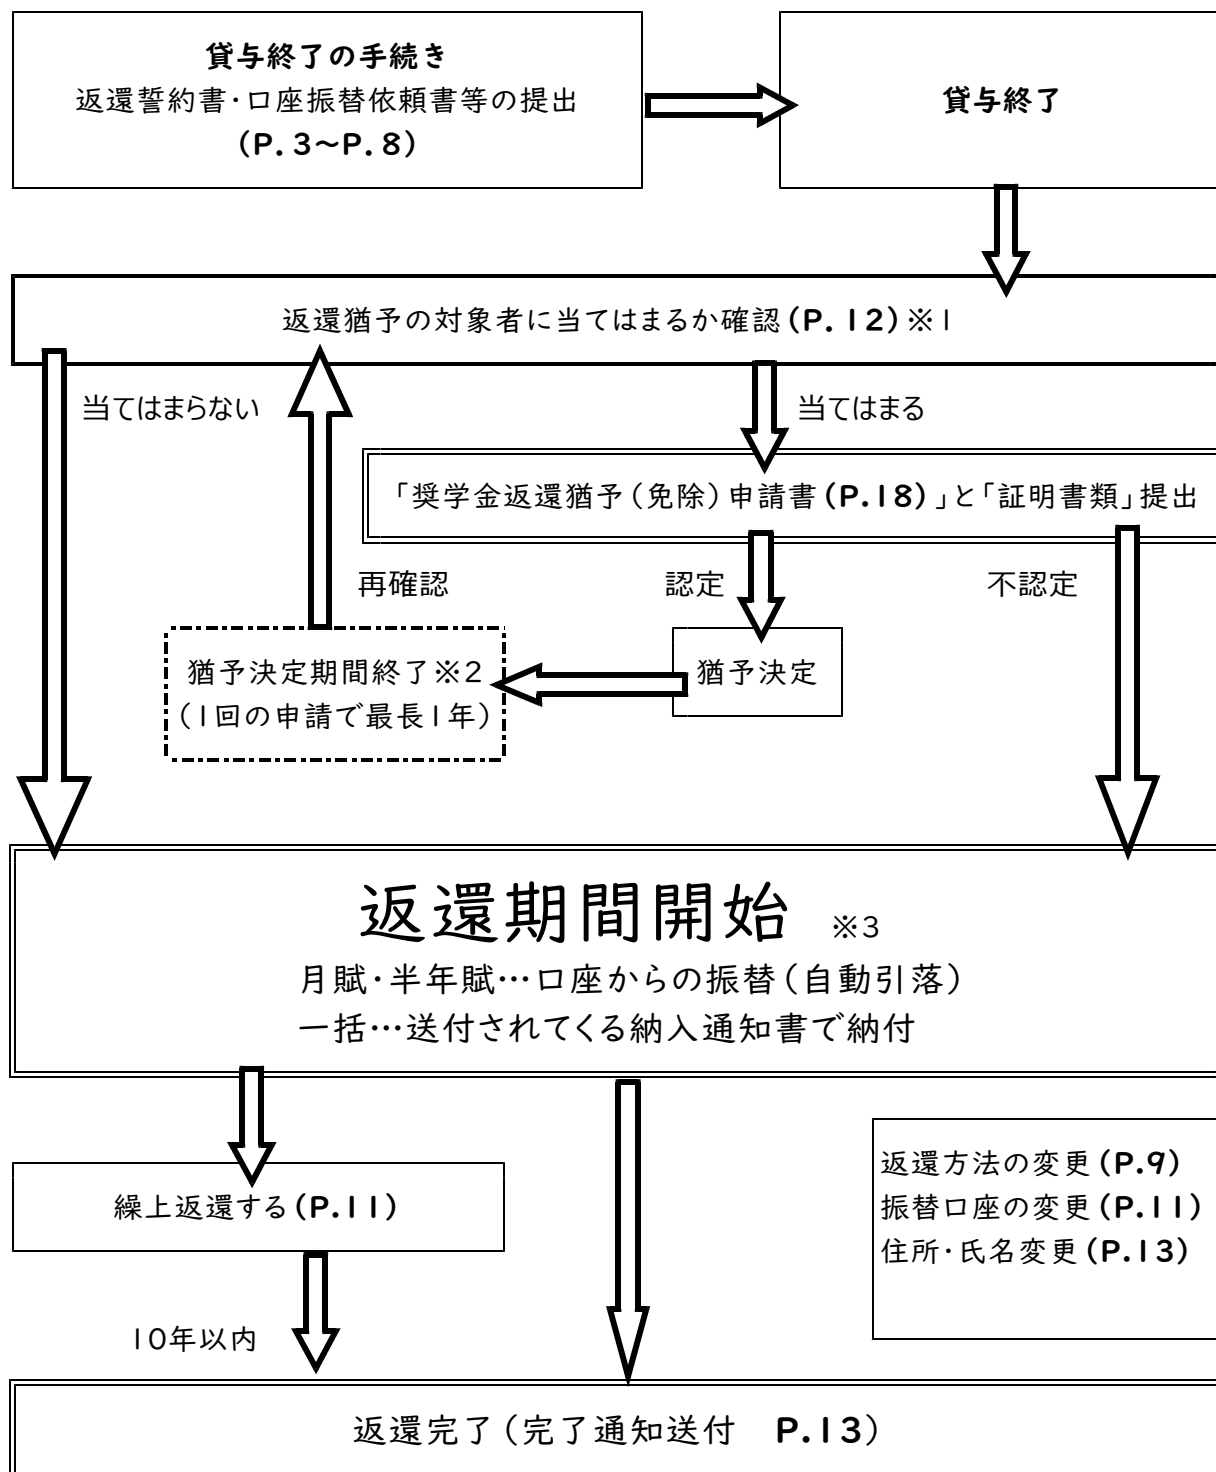 貸与終了の手続き
返還誓約書・口座振替依頼書等の提出
(P.3～P.8)
貸与終了
返還猶予の対象者に当てはまるか確認(P.12)※1
当てはまらない
当てはまる
「奨学金返還猶予(免除)申請書(P.18)」と「証明書類」提出
再確認
認定
不認定
猶予決定期間終了※2
(1回の申請で最長1年)
猶予決定
返還期間開始 ※3
月賦・半年賦…口座からの振替(自動引落)
一括…送付されてくる納入通知書で納付
繰上返還する(P.11)
返還方法の変更(P.9)
振替口座の変更(P.11)
住所・氏名変更(P.13)
10年以内
返還完了(完了通知送付　P.13)